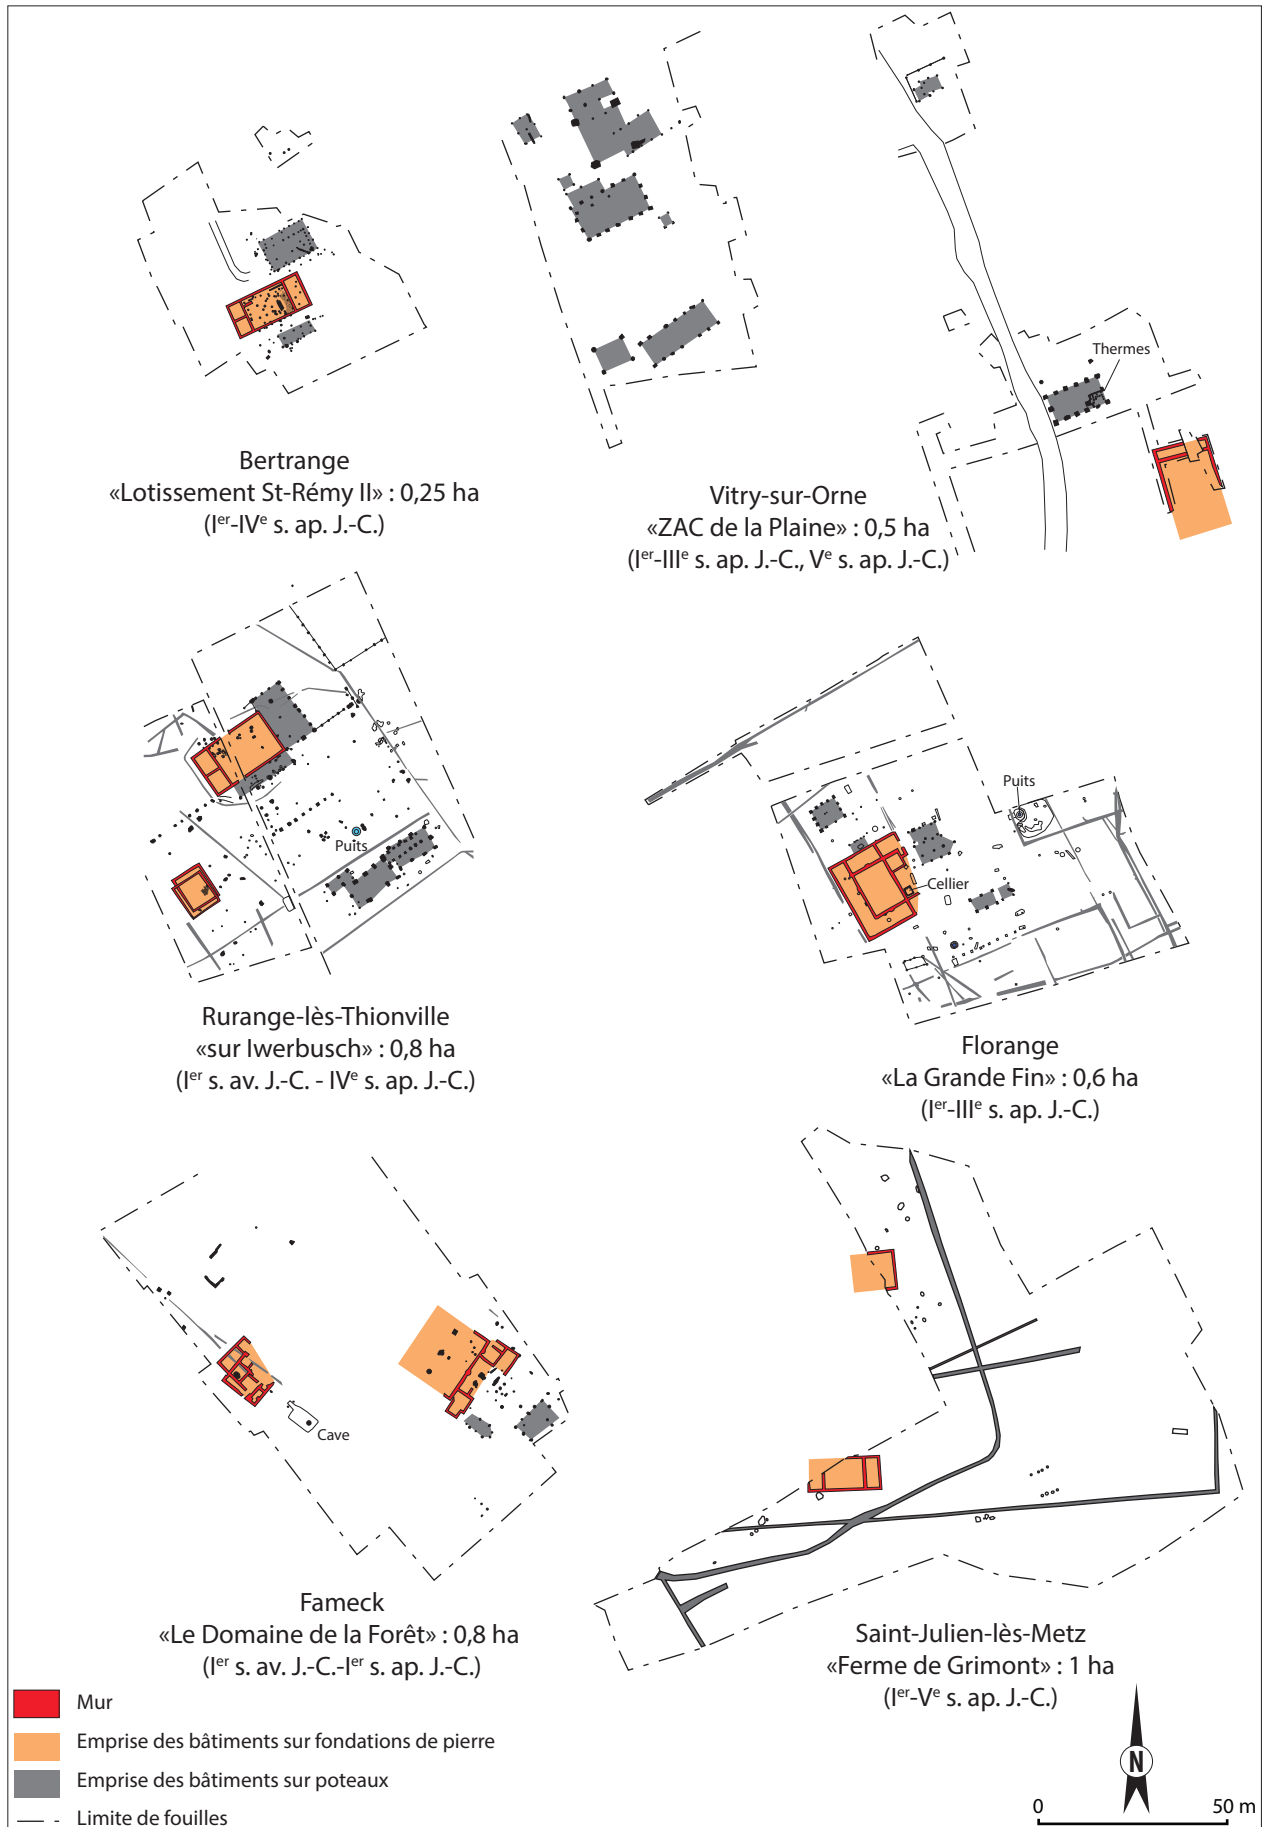 Thermes
Bertrange
«Lotissement St-Rémy II» : 0,25 ha
(Ier-IVe s. ap. J.-C.)
Vitry-sur-Orne
«ZAC de la Plaine» : 0,5 ha
(Ier-IIIe s. ap. J.-C., Ve s. ap. J.-C.)
Puits
Rurange-lès-Thionville
«sur Iwerbusch» : 0,8 ha
(Ier s. av. J.-C. - IVe s. ap. J.-C.)
Puits
Cellier
Florange
«La Grande Fin» : 0,6 ha
(Ier-IIIe s. ap. J.-C.)
Cave
Fameck
«Le Domaine de la Forêt» : 0,8 ha
(Ier s. av. J.-C.-Ier s. ap. J.-C.)
Saint-Julien-lès-Metz
«Ferme de Grimont» : 1 ha
(Ier-Ve s. ap. J.-C.)
Mur
Emprise des bâtiments sur fondations de pierre
Emprise des bâtiments sur poteaux
Limite de fouilles
N
0 50 m